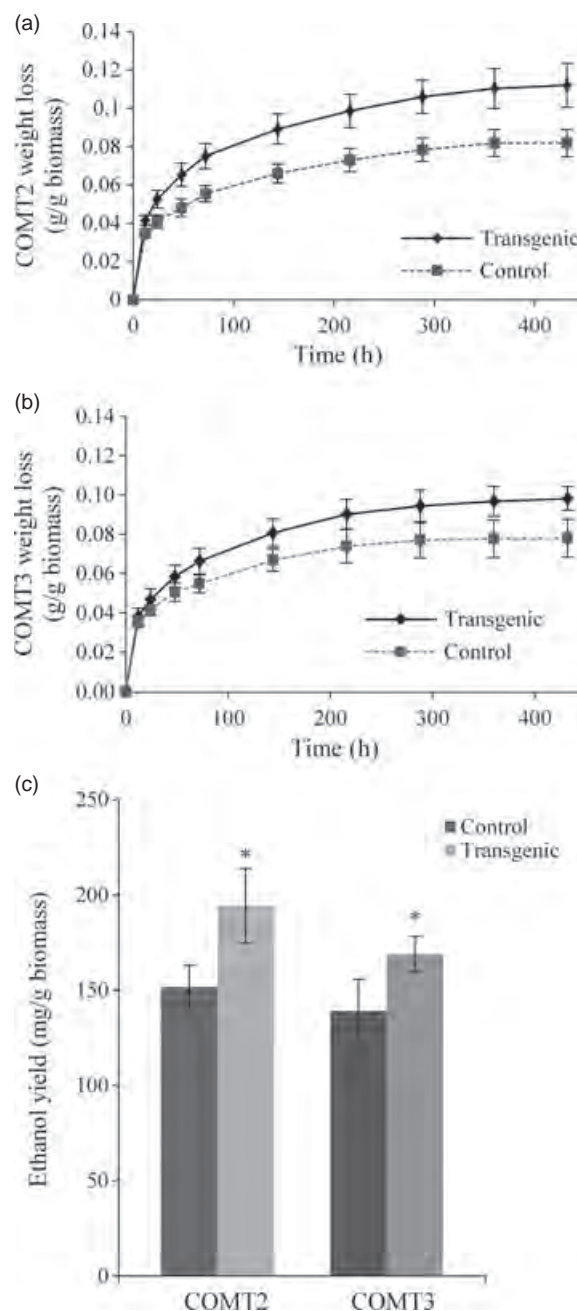 (a)
COMT2 weight loss
(g/g biomass)
0.14
0.12
0.1
0.08
0.06
0.04
0.02
0
Transgenic
Control
0
100
200
300
400
Time (h)
(b)
COMT3 weight loss
(g/g biomass)
0.14
0.12
0.10
0.08
0.06
0.04
0.02
0.00
Transgenic
Control
0
100
200
300
400
Time (h)
(c)
Ethanol yield (mg/g biomass)
250
200
150
100
50
0
Control
Transgenic
*
*
COMT2
COMT3